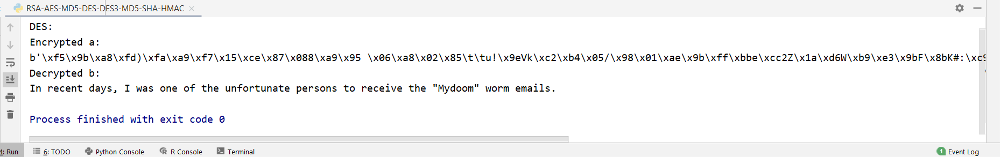 RSA-AES-MD5-DES-DES3-MD5-SHA-HMAC
DES:
Encrypted a:
b'\xf5\x9b\xa8\xfd)\xfa\xa9\xf7\x15\xce\x87\x088\xa9\x95 \x06\xa8\x02\x85\t\tu!\x9eVk\xc2\xb4\x05/\x98\x01\xae\x9b\xff\xbbe\xcc2Z\x1a\xd6W\xb9\xe3\x9bF\x8bK#:\xc9
Decrypted b:
In recent days, I was one of the unfortunate persons to receive the "Mydoom" worm emails.
Process finished with exit code 0
4: Run 6: TODO Python Console R Console Terminal 1 Event Log